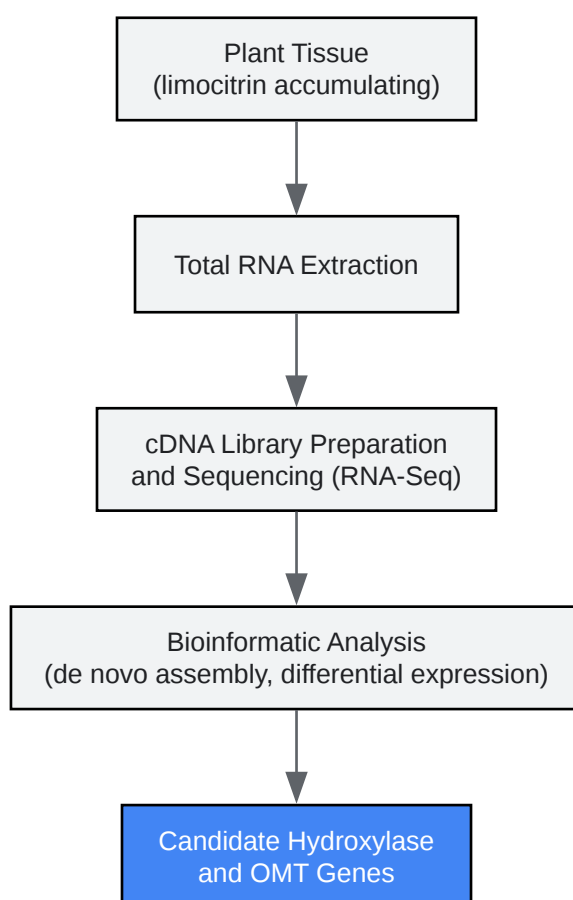 Plant Tissue
(limocitrin accumulating)
Total RNA Extraction
cDNA Library Preparation
and Sequencing (RNA-Seq)
Bioinformatic Analysis
(de novo assembly, differential expression)
Candidate Hydroxylase
and OMT Genes